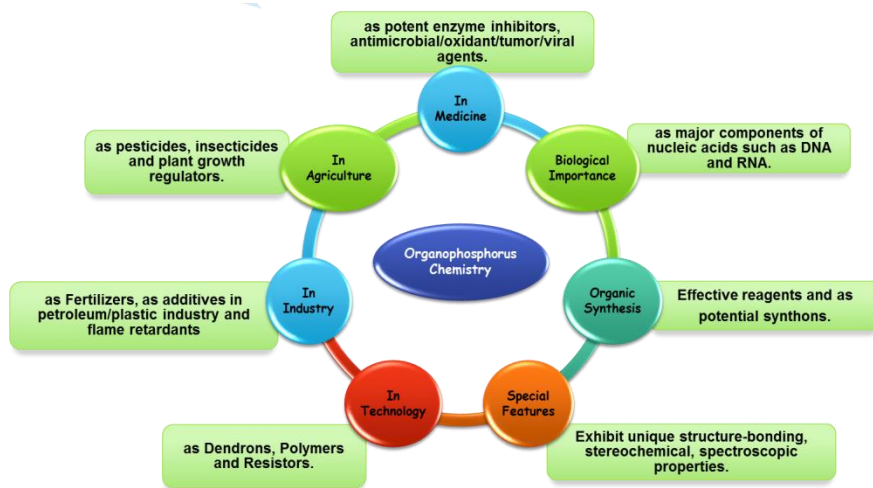 as potent enzyme inhibitors,
antimicrobial/oxidant/tumor/viral
agents.
In
Medicine
as pesticides, insecticides
and plant growth
regulators.
In
Agriculture
Biological
Importance
as major components of
nucleic acids such as DNA
and RNA.
Organophosphorus
Chemistry
as Fertilizers, as additives in
petroleum/plastic industry and
flame retardants
In
Industry
Organic
Synthesis
Effective reagents and as
potential synthon.
In
Technology
Special
Features
as Dendrons, Polymers
and Resistors.
Exhibit unique structure-bonding,
stereochemical, spectroscopic
properties.